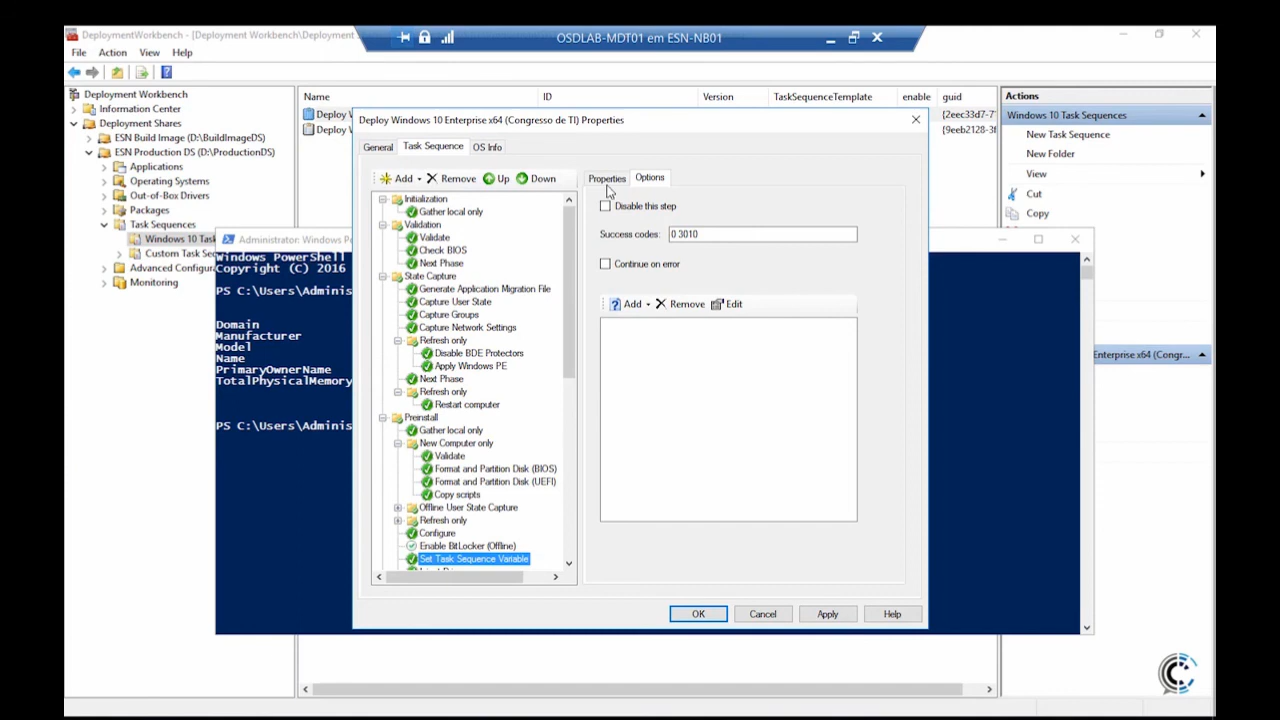 DeploymentWorkbench - [Deployment Workbench\Deployment S
OSDLAB-MDT01 em ESN-NB01
File Action View Help
Deployment Workbench
Information Center
Deployment Shares
ESN Build Image (D:\BuildImageDS)
ESN Production DS (D:\ProductionDS)
Applications
Operating Systems
Out-of-Box Drivers
Packages
Task Sequences
Windows 10 Task
Custom Task Seq
Advanced Configura
Monitoring
Name ID Version TaskSequenceTemplate enable guid
Deploy W {2eec33d7-7
Deploy W {9eb2128-3f
Actions
Windows 10 Task Sequences
New Task Sequence
New Folder
View
Cut
Copy
Enterprise x64 (Congr...
Administrator: Windows Po
Windows PowerShell
Copyright (C) 2016
PS C:\Users\Adminis
Domain
Manufacturer
Model
Name
PrimaryOwnerName
TotalPhysicalMemory
PS C:\Users\Adminis
Deploy Windows 10 Enterprise x64 (Congresso de TI) Properties
General Task Sequence OS Info
Add Remove Up Down
Initialization
Gather local only
Validation
Validate
Check BIOS
Next Phase
State Capture
Generate Application Migration File
Capture User State
Capture Groups
Capture Network Settings
Refresh only
Disable BDE Protectors
Apply Windows PE
Next Phase
Refresh only
Restart computer
Preinstall
Gather local only
New Computer only
Validate
Format and Partition Disk (BIOS)
Format and Partition Disk (UEFI)
Copy scripts
Offline User State Capture
Refresh only
Configure
Enable BitLocker (Offline)
Set Task Sequence Variable
Properties Options
Disable this step
Success codes: 0 3010
Continue on error
Add Remove Edit
OK Cancel Apply Help